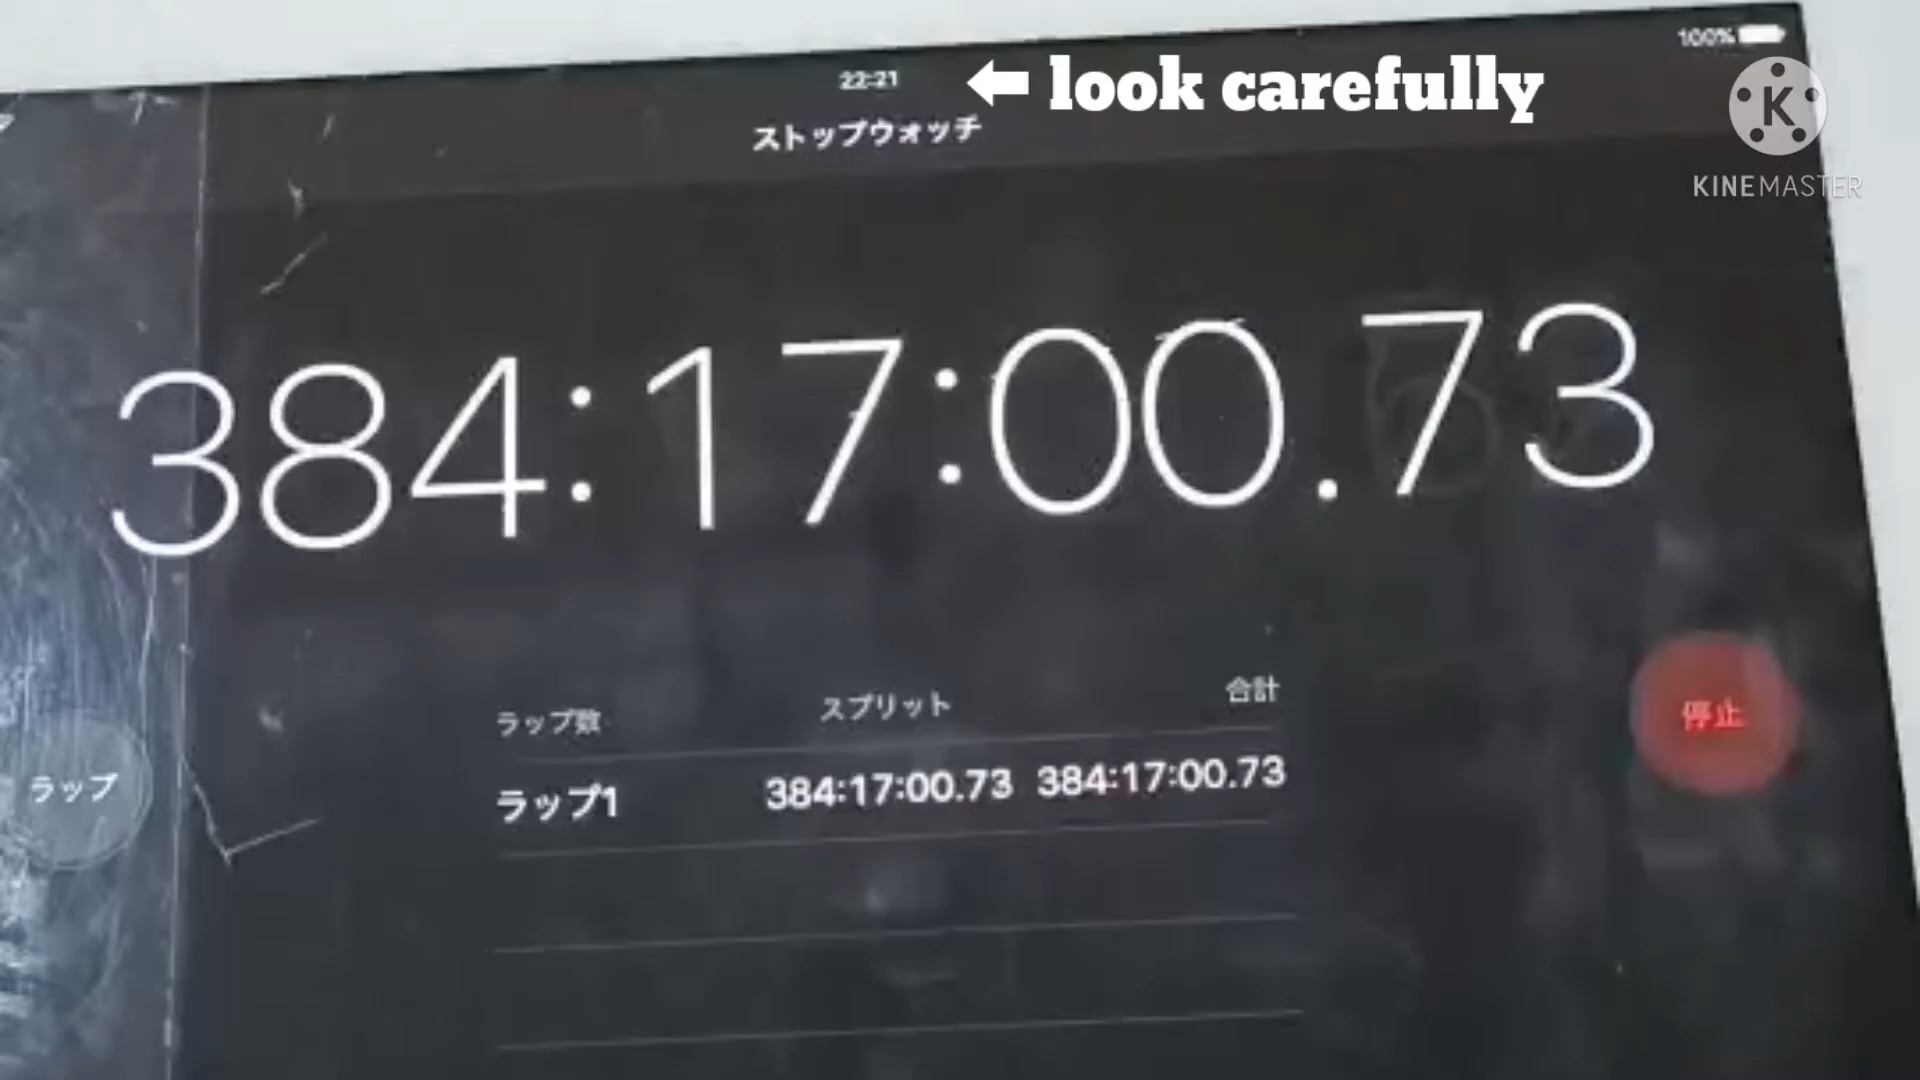 100%
22:21
⬅ look carefully
ストップウォッチ
KINEMASTER
384:17:00.73
ラップ数 スプリット 合計
停止
ラップ
ラップ1 384:17:00.73 384:17:00.73